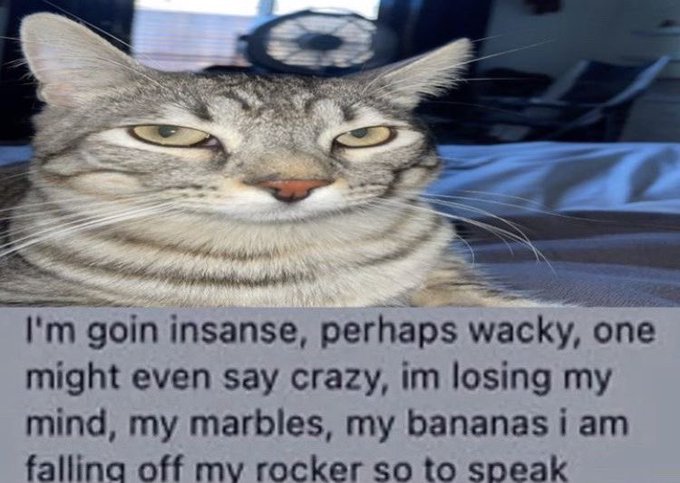 I'm goin insanse, perhaps wacky, one
might even say crazy, im losing my
mind, my marbles, my bananas i am
falling off my rocker so to speak